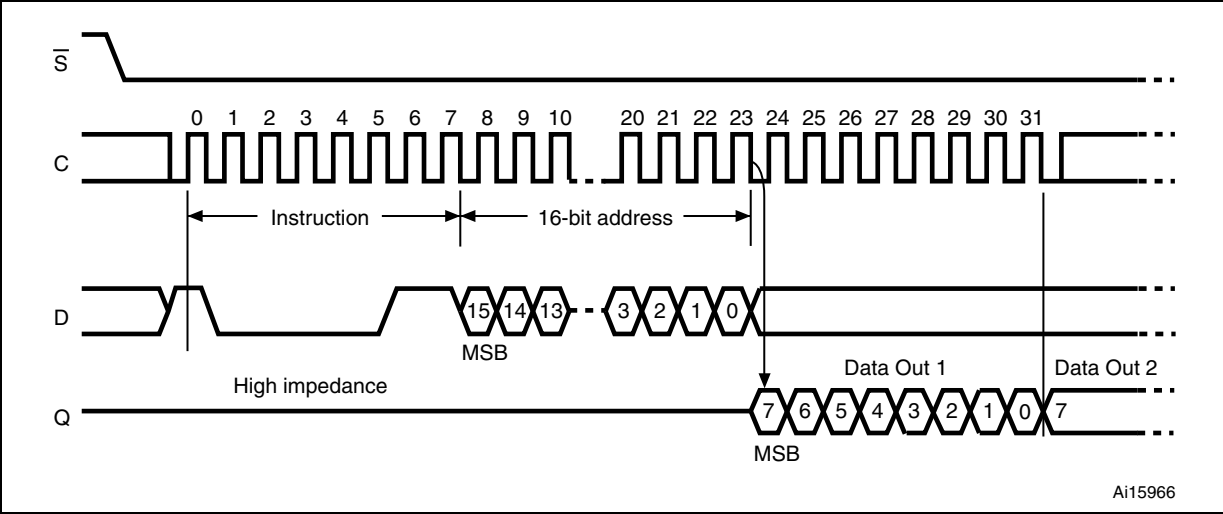 S̅
0 1 2 3 4 5 6 7 8 9 10 20 21 22 23 24 25 26 27 28 29 30 31
C
Instruction 16-bit address
D 15 14 13 3 2 1 0
MSB
High impedance Data Out 1 Data Out 2
Q 7 6 5 4 3 2 1 0 7
MSB
Ai15966